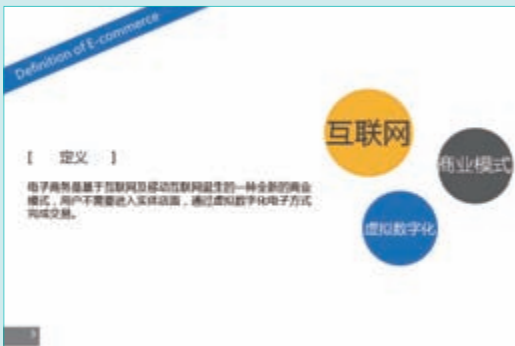 Definition of E-commerce
[ 定义 ]
电子商务是基于互联网及移动互联网诞生的一种全新的商业
模式，用户不需要进入实体店面，通过虚拟数字化电子方式
完成交易。
互联网
商业模式
虚拟数字化